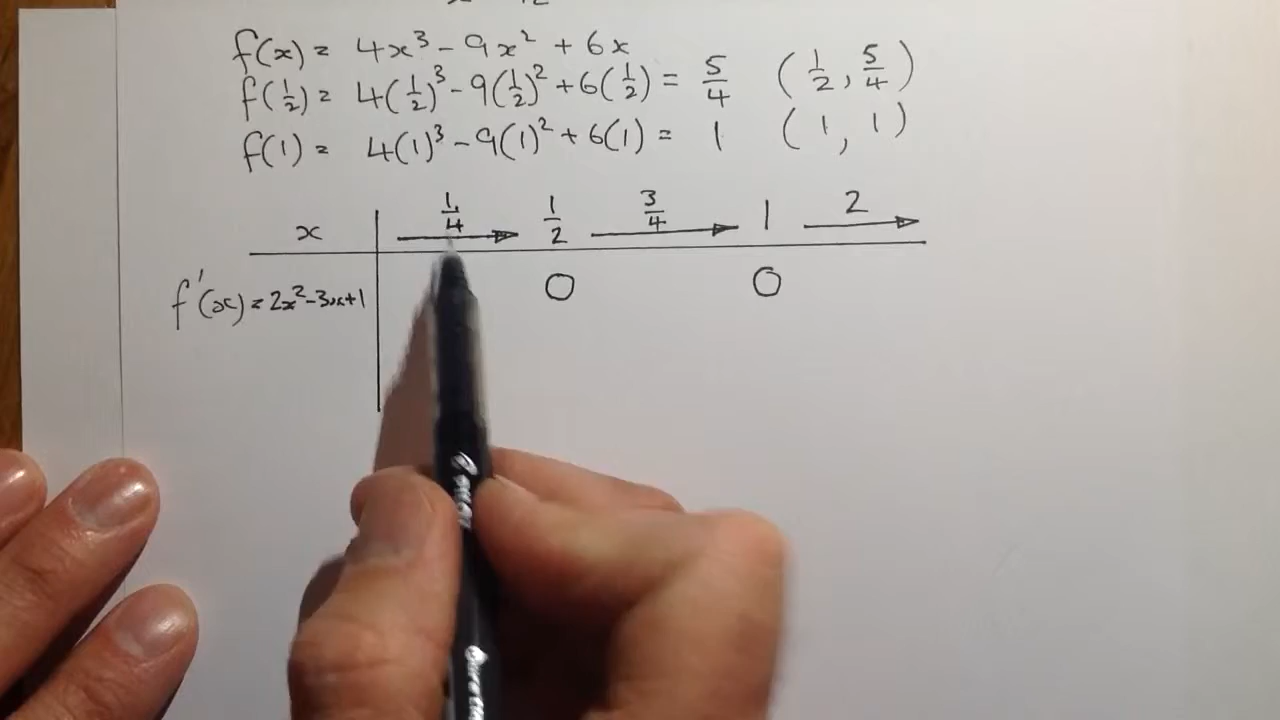 f(x) = 4x³ - 9x² + 6x
f(1/2) = 4(1/2)³ - 9(1/2)² + 6(1/2) = 5/4 (1/2, 5/4)
f(1) = 4(1)³ - 9(1)² + 6(1) = 1 (1, 1)
x 1/4 1/2 3/4 1 2
f'(x) = 2x² - 3x + 1 0 0